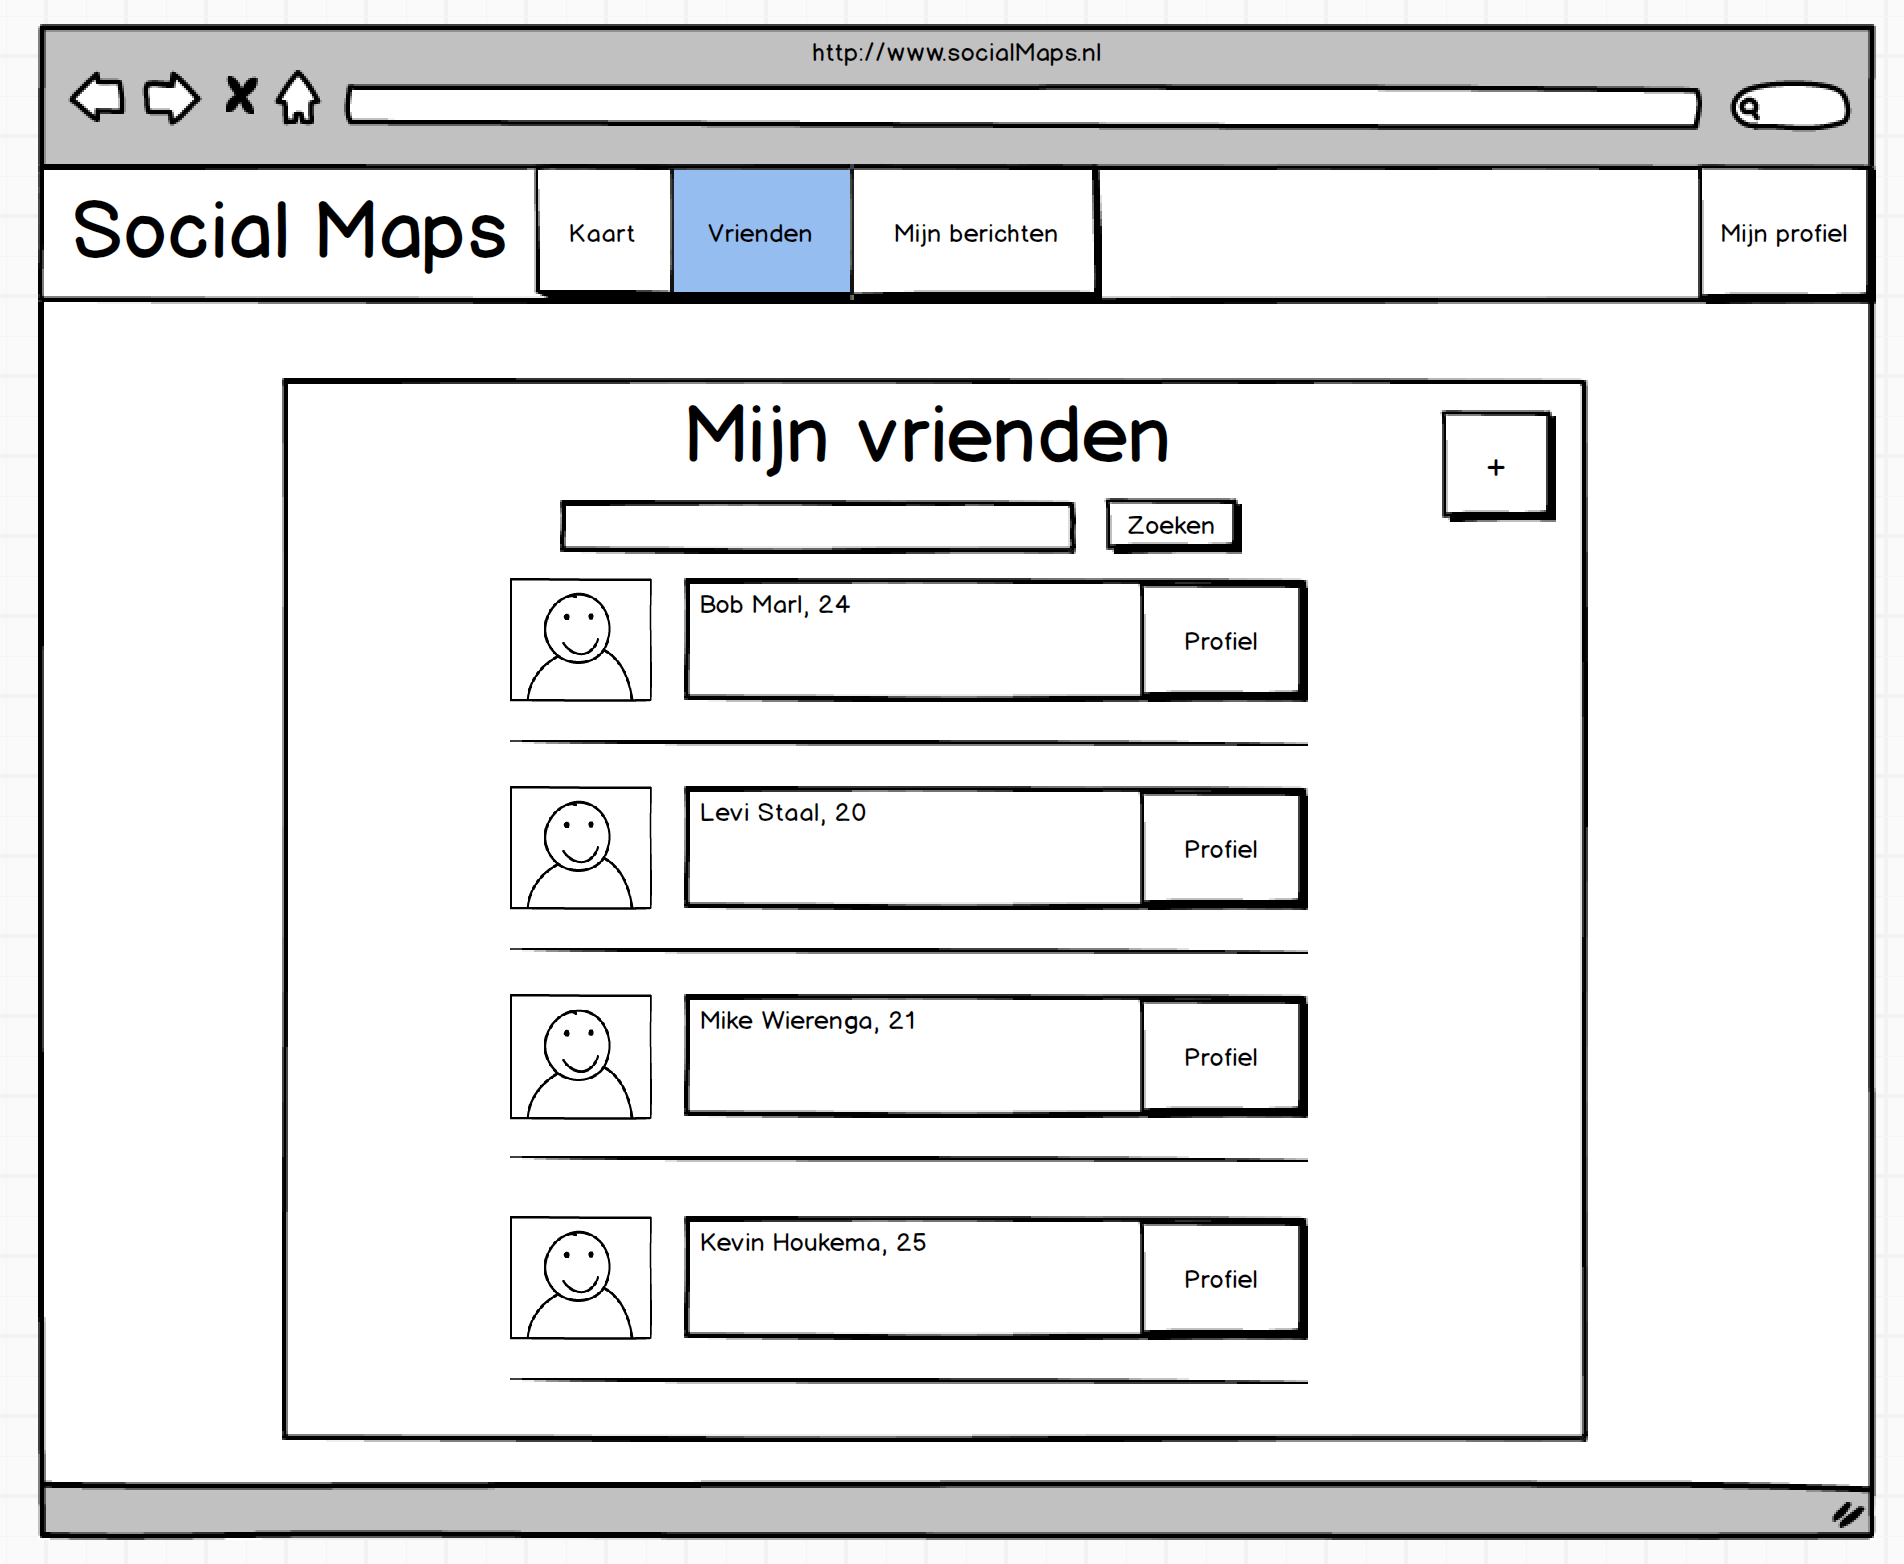 http://www.socialMaps.nl
Social Maps
Kaart
Vrienden
Mijn berichten
Mijn profiel
Mijn vrienden
+
Zoeken
Bob Marl, 24
Profiel
Levi Staal, 20
Profiel
Mike Wierenga, 21
Profiel
Kevin Houkema, 25
Profiel